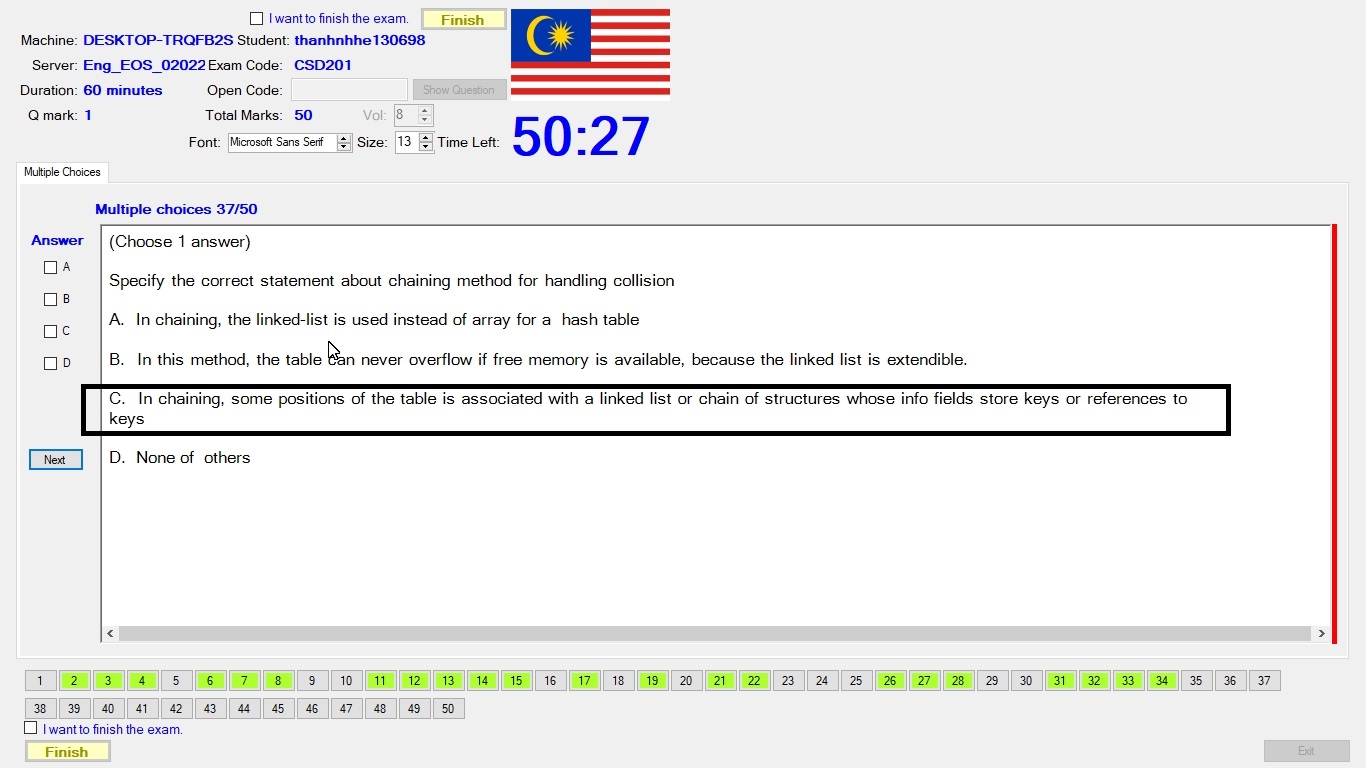 I want to finish the exam. Finish
Machine: DESKTOP-TRQFB2S Student: thanhnhhe130698
Server: Eng_EOS_02022 Exam Code: CSD201
Duration: 60 minutes Open Code: Show Question
Q mark: 1 Total Marks: 50 Vol: 8
Font: Microsoft Sans Serif Size: 13 Time Left: 50:27
Multiple Choices
Multiple choices 37/50
Answer
A
B
C
D
Next
(Choose 1 answer)
Specify the correct statement about chaining method for handling collision
A. In chaining, the linked-list is used instead of array for a hash table
B. In this method, the table can never overflow if free memory is available, because the linked list is extendible.
C. In chaining, some positions of the table is associated with a linked list or chain of structures whose info fields store keys or references to
keys
D. None of others
1 2 3 4 5 6 7 8 9 10 11 12 13 14 15 16 17 18 19 20 21 22 23 24 25 26 27 28 29 30 31 32 33 34 35 36 37
38 39 40 41 42 43 44 45 46 47 48 49 50
I want to finish the exam.
Finish Exit